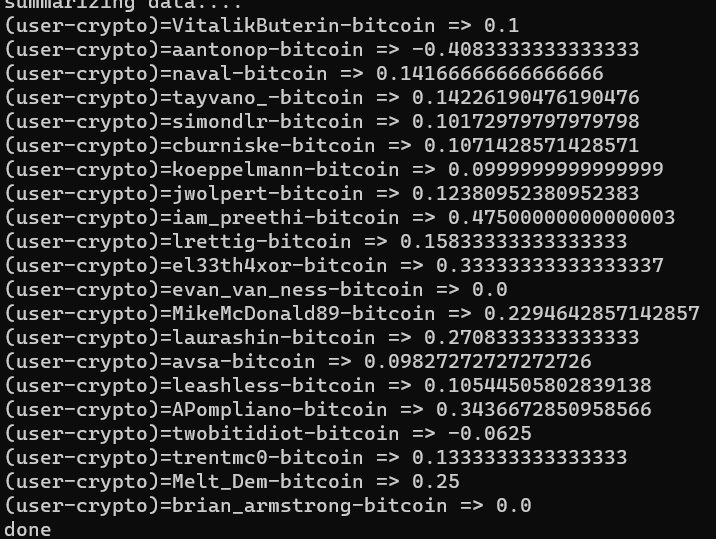 summarizing data....
(user-crypto)=VitalikButerin-bitcoin => 0.1
(user-crypto)=aantonop-bitcoin => -0.4083333333333333
(user-crypto)=naval-bitcoin => 0.14166666666666666
(user-crypto)=tayvano_-bitcoin => 0.14226190476190476
(user-crypto)=simondlr-bitcoin => 0.10172979797979798
(user-crypto)=cburniske-bitcoin => 0.1071428571428571
(user-crypto)=koeppelmann-bitcoin => 0.0999999999999999
(user-crypto)=jwolpert-bitcoin => 0.12380952380952383
(user-crypto)=iam_preethi-bitcoin => 0.47500000000000003
(user-crypto)=lrettig-bitcoin => 0.15833333333333333
(user-crypto)=el33th4xor-bitcoin => 0.33333333333333337
(user-crypto)=evan_van_ness-bitcoin => 0.0
(user-crypto)=MikeMcDonald89-bitcoin => 0.2294642857142857
(user-crypto)=laurashin-bitcoin => 0.2708333333333333
(user-crypto)=avsa-bitcoin => 0.09827272727272726
(user-crypto)=leashless-bitcoin => 0.10544505802839138
(user-crypto)=APompliano-bitcoin => 0.3436672850958566
(user-crypto)=twobitidiot-bitcoin => -0.0625
(user-crypto)=trentmc0-bitcoin => 0.1333333333333333
(user-crypto)=Melt_Dem-bitcoin => 0.25
(user-crypto)=brian_armstrong-bitcoin => 0.0
done